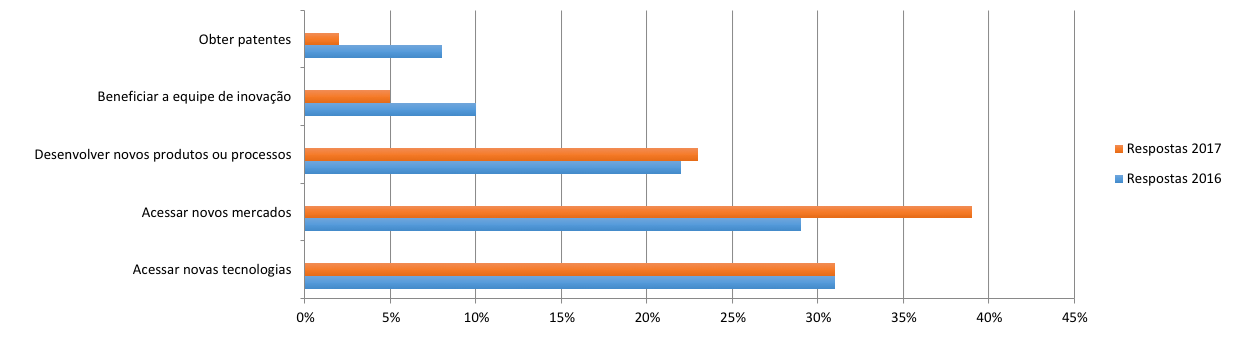 Obter patentes
Beneficiar a equipe de inovação
Desenvolver novos produtos ou processos
Acessar novos mercados
Acessar novas tecnologias
0% 5% 10% 15% 20% 25% 30% 35% 40% 45%
Respostas 2017
Respostas 2016